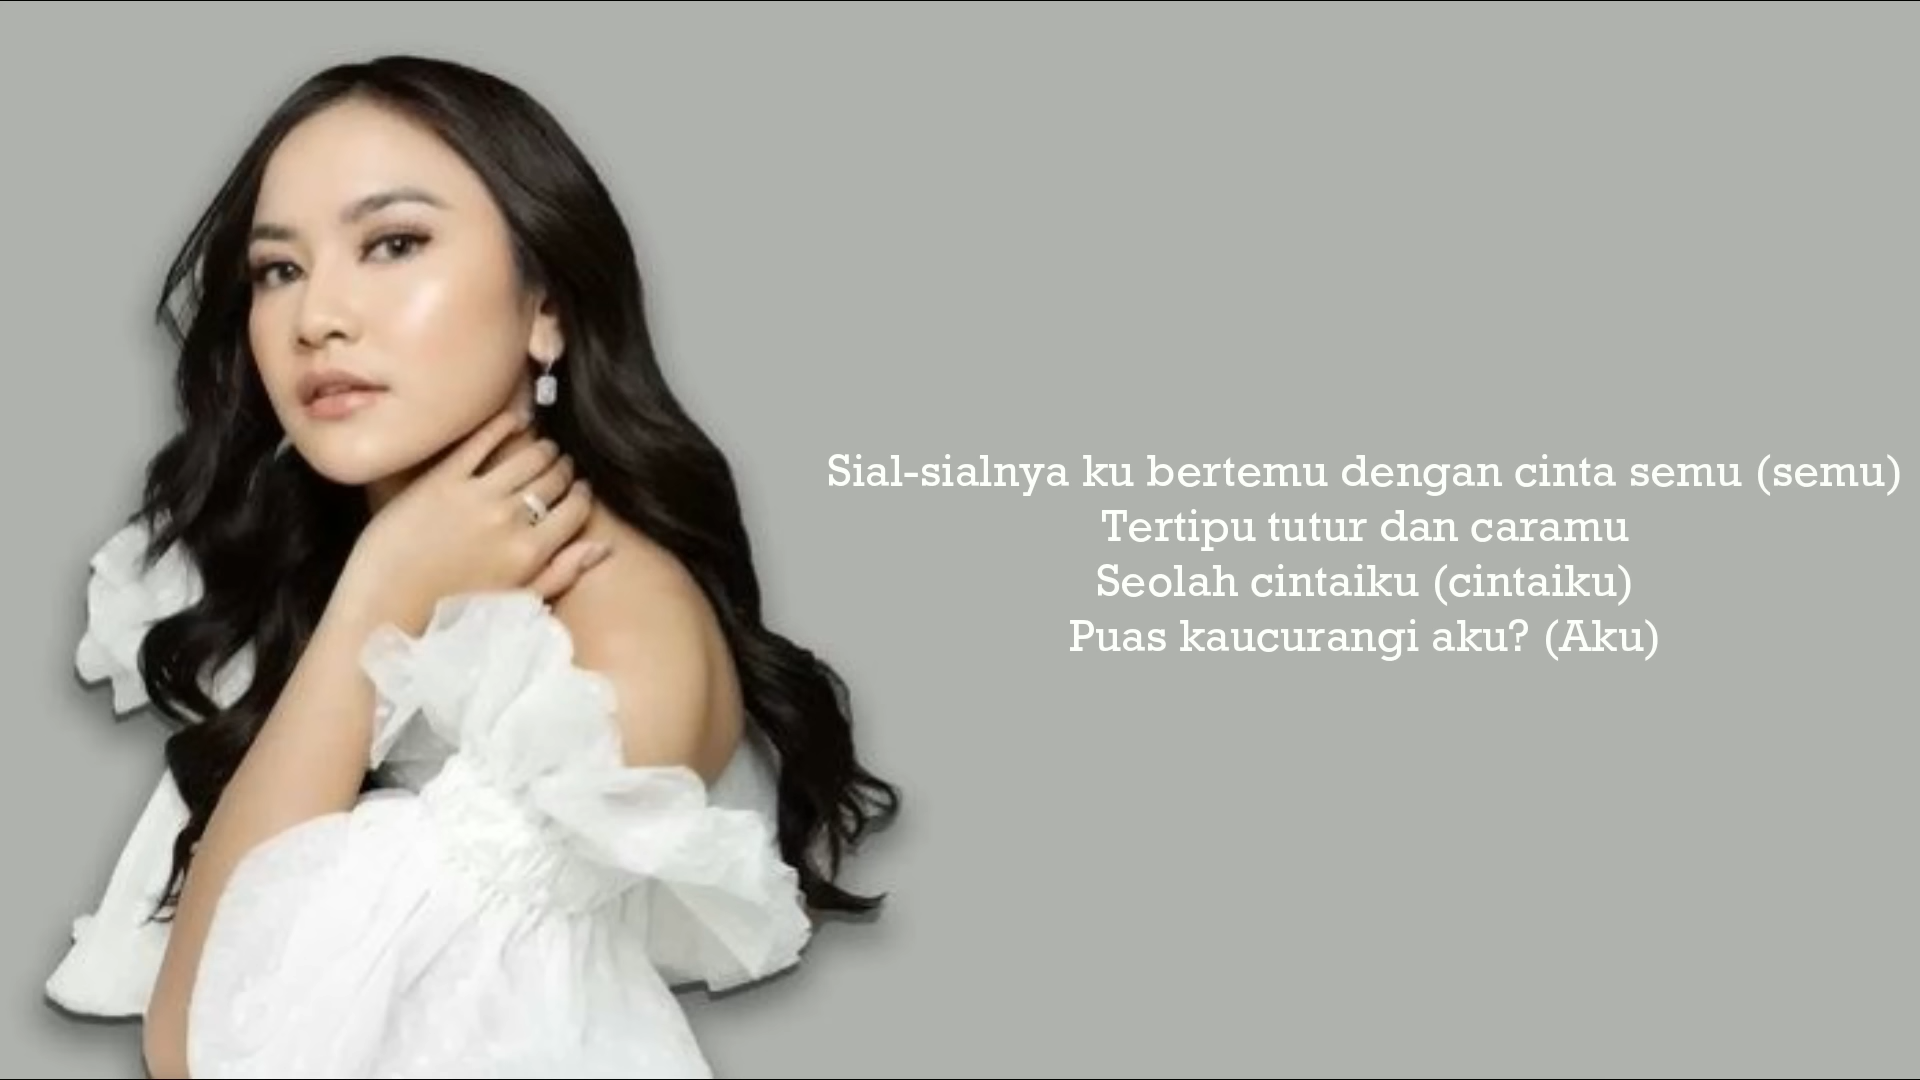 Sial-sialnya ku bertemu dengan cinta semu (semu)
Tertipu tutur dan caramu
Seolah cintaiku (cintaiku)
Puas kaucurangi aku? (Aku)